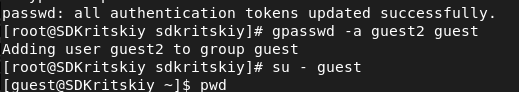 passwd: all authentication tokens updated successfully.
[root@SDKritskiy sdkritskiy]# gpasswd -a guest2 guest
Adding user guest2 to group guest
[root@SDKritskiy sdkritskiy]# su - guest
[guest@SDKritskiy ~]$ pwd